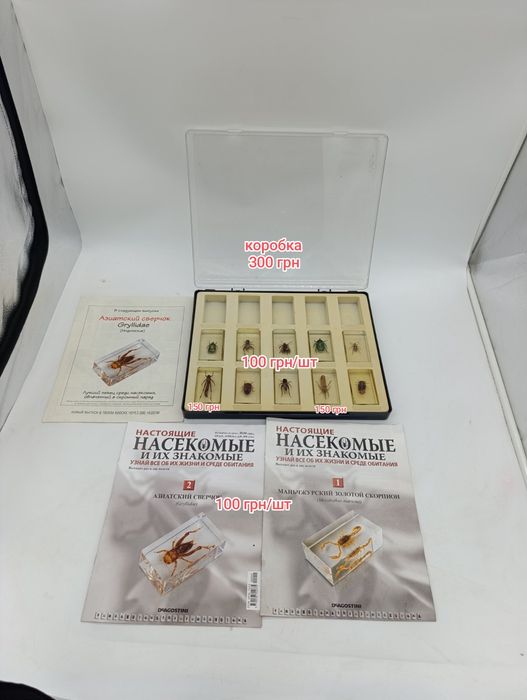 коробка
300 грн
В следующем выпуске
Азиатский сверчок
Gryllidae
100 грн/шт
150 грн
150 грн
НАСТОЯЩИЕ
НАСЕКОМЫЕ
И ИХ ЗНАКОМЫЕ
УЗНАЙ ВСЕ ОБ ИХ ЖИЗНИ И СРЕДЕ ОБИТАНИЯ
2
АЗИАТСКИЙ СВЕРЧОК
(Gryllidae)
100 грн/шт
DeAGOSTINI
НАСТОЯЩИЕ
НАСЕКОМЫЕ
И ИХ ЗНАКОМЫЕ
УЗНАЙ ВСЕ ОБ ИХ ЖИЗНИ И СРЕДЕ ОБИТАНИЯ
1
МАНЬЧЖУРСКИЙ ЗОЛОТОЙ СКОРПИОН
DeAGOSTINI